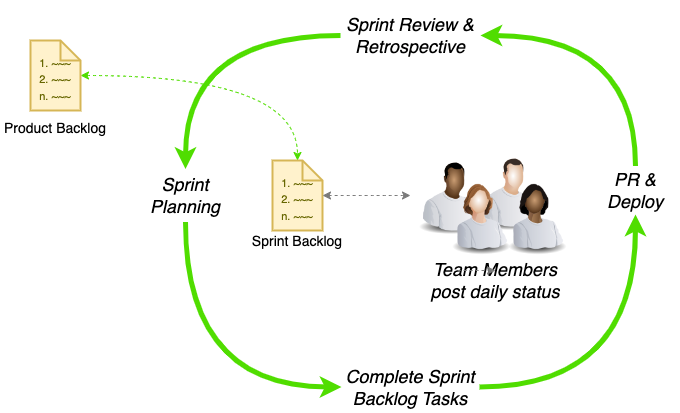 Sprint Review &
Retrospective
1. ~~~
2. ~~~
n. ~~~
Product Backlog
Sprint
Planning
1. ~~~
2. ~~~
n. ~~~
Sprint Backlog
PR &
Deploy
Team Members
post daily status
Complete Sprint
Backlog Tasks